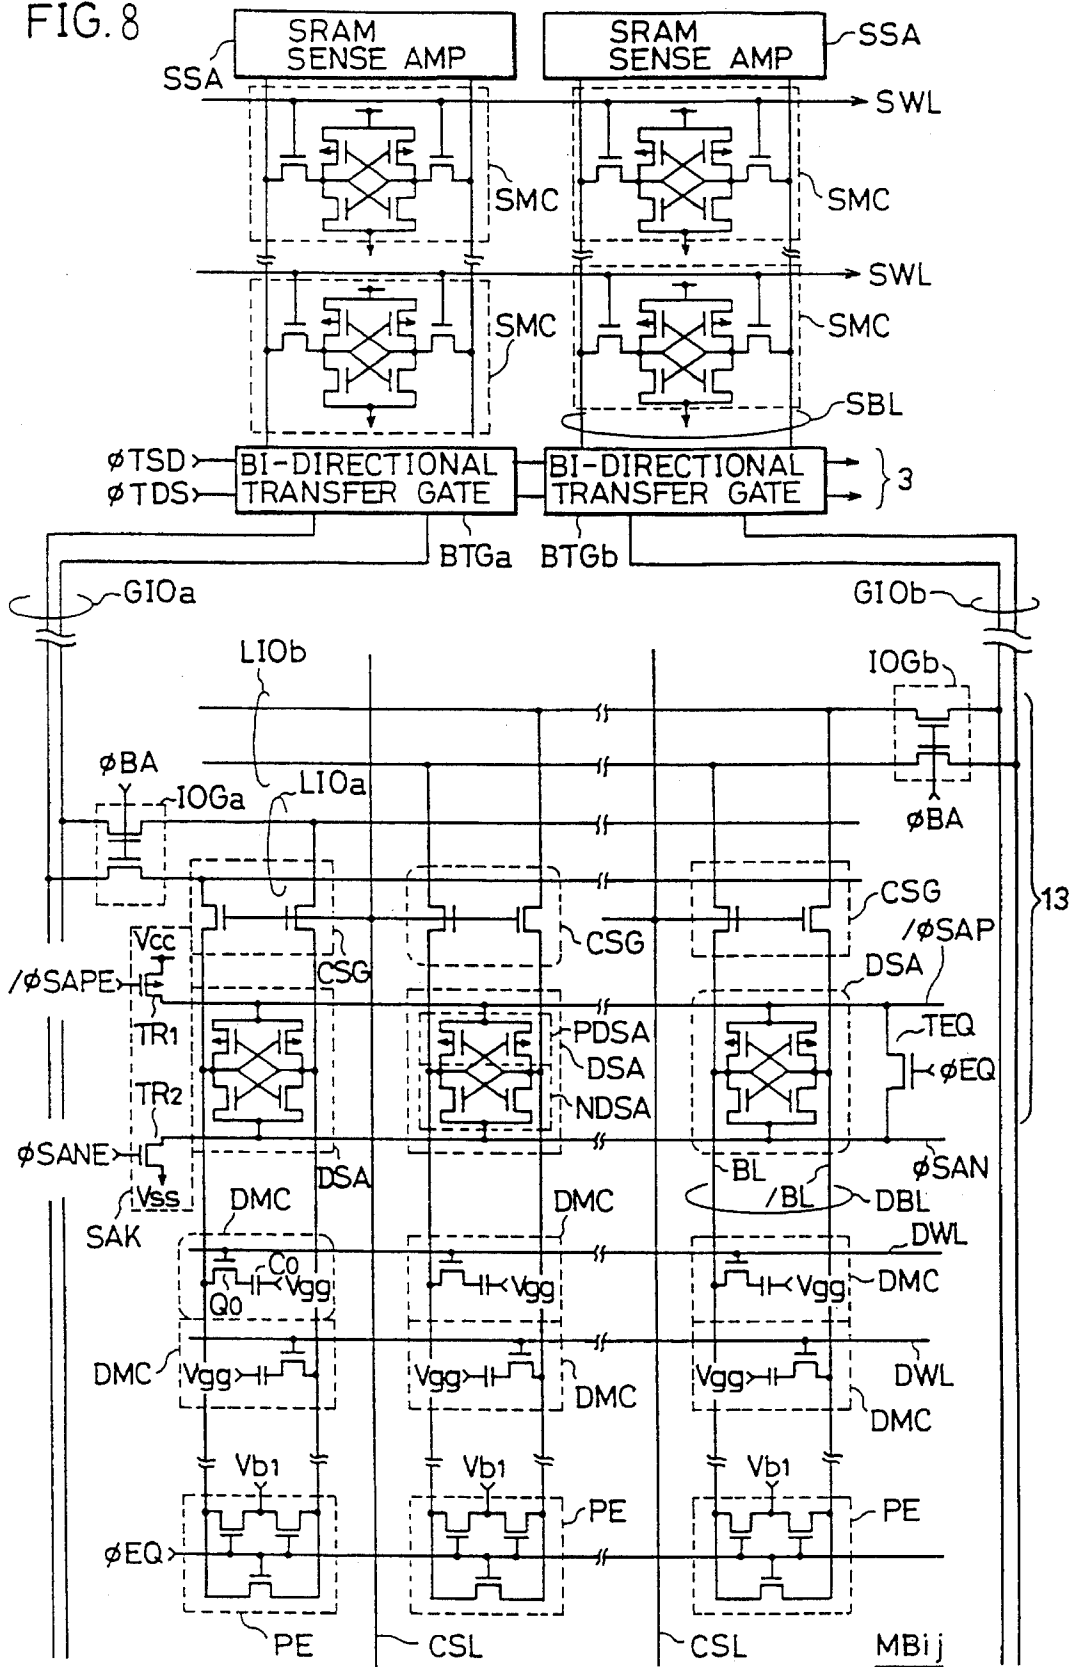 FIG. 8
SRAM
SENSE AMP
SRAM
SENSE AMP
SSA
SSA
SWL
SMC
SMC
SWL
SMC
SMC
SBL
φTSD
BI-DIRECTIONAL
TRANSFER GATE
BI-DIRECTIONAL
TRANSFER GATE
φTDS
3
BTGa
BTGb
GIOa
GIOb
LIOb
IOGb
φBA
IOGa
LIOa
φBA
CSG
13
/φSAP
Vcc
CSG
CSG
DSA
/φSAPE
TR1
PDSA
TEQ
DSA
φEQ
TR2
NDSA
φSANE
DSA
BL
φSAN
Vss
/BL
DBL
SAK
DMC
DMC
DWL
C0
Vgg
Vgg
Vgg
DMC
Q0
DMC
Vgg
Vgg
DMC
Vgg
DWL
DMC
Vb1
Vb1
Vb1
PE
PE
φEQ
PE
CSL
CSL
MBij